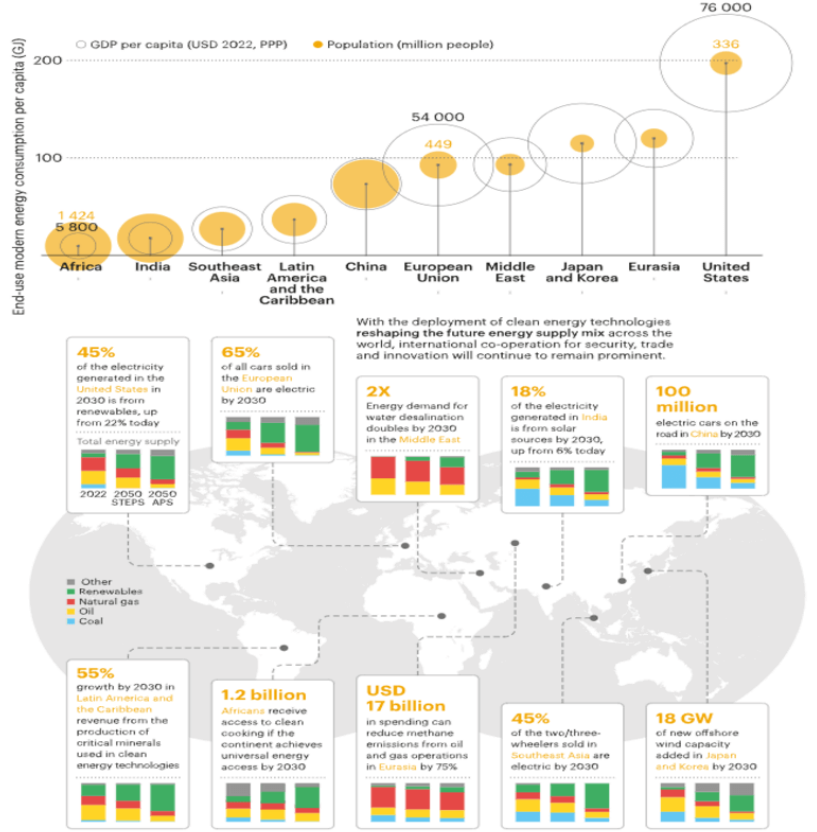 76 000
GDP per capita (USD 2022, PPP)
Population (million people)
336
End-use modern energy consumption per capita (GJ)
200
54 000
449
100
1 424
5 800
Africa
India
Southeast
Asia
Latin
America
and the
Caribbean
China
European
Union
Middle
East
Japan
and Korea
Eurasia
United
States
With the deployment of clean energy technologies
reshaping the future energy supply mix across the
world, international co-operation for security, trade
and innovation will continue to remain prominent.
45%
of the electricity
generated in the
United States in
2030 is from
renewables, up
from 22% today
Total energy supply
2022 2050 2050
STEPS APS
65%
of all cars sold in
the European
Union are electric
by 2030
2X
Energy demand for
water desalination
doubles by 2030
in the Middle East
18%
of the electricity
generated in India
is from solar
sources by 2030,
up from 6% today
100
million
electric cars on the
road in China by 2030
Other
Renewables
Natural gas
Oil
Coal
55%
growth by 2030 in
Latin America and
the Caribbean
revenue from the
production of
critical minerals
used in clean
energy technologies
1.2 billion
Africans receive
access to clean
cooking if the
continent achieves
universal energy
access by 2030
USD
17 billion
in spending can
reduce methane
emissions from oil
and gas operations
in Eurasia by 75%
45%
of the two/three-
wheelers sold in
Southeast Asia are
electric by 2030
18 GW
of new offshore
wind capacity
added in Japan
and Korea by 2030